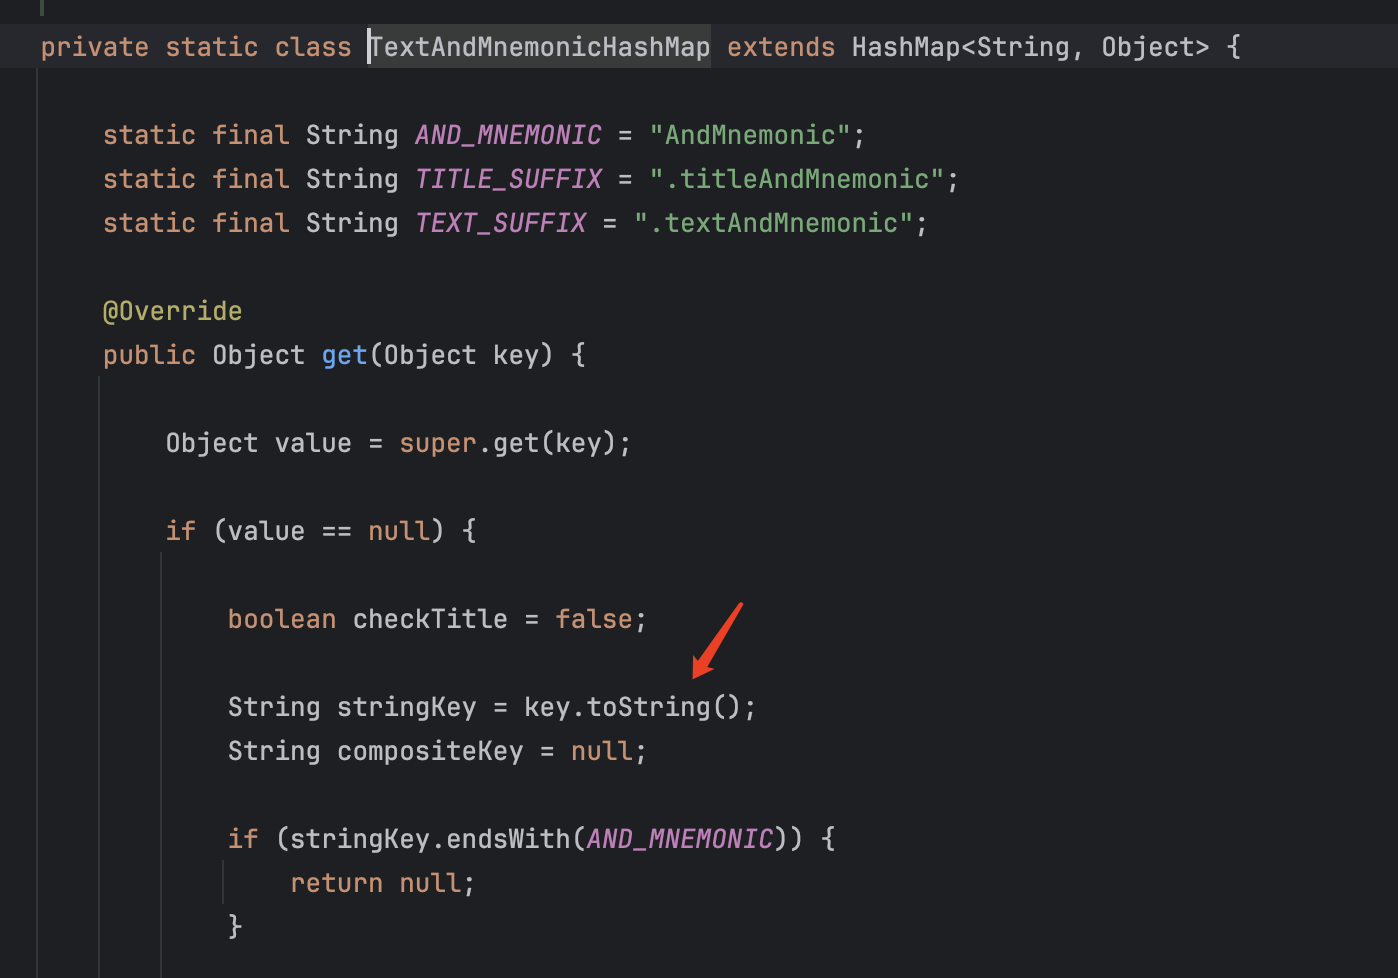 private static class TextAndMnemonicHashMap extends HashMap<String, Object> {
static final String AND_MNEMONIC = "AndMnemonic";
static final String TITLE_SUFFIX = ".titleAndMnemonic";
static final String TEXT_SUFFIX = ".textAndMnemonic";
@Override
public Object get(Object key) {
Object value = super.get(key);
if (value == null) {
boolean checkTitle = false;
String stringKey = key.toString();
String compositeKey = null;
if (stringKey.endsWith(AND_MNEMONIC)) {
return null;
}